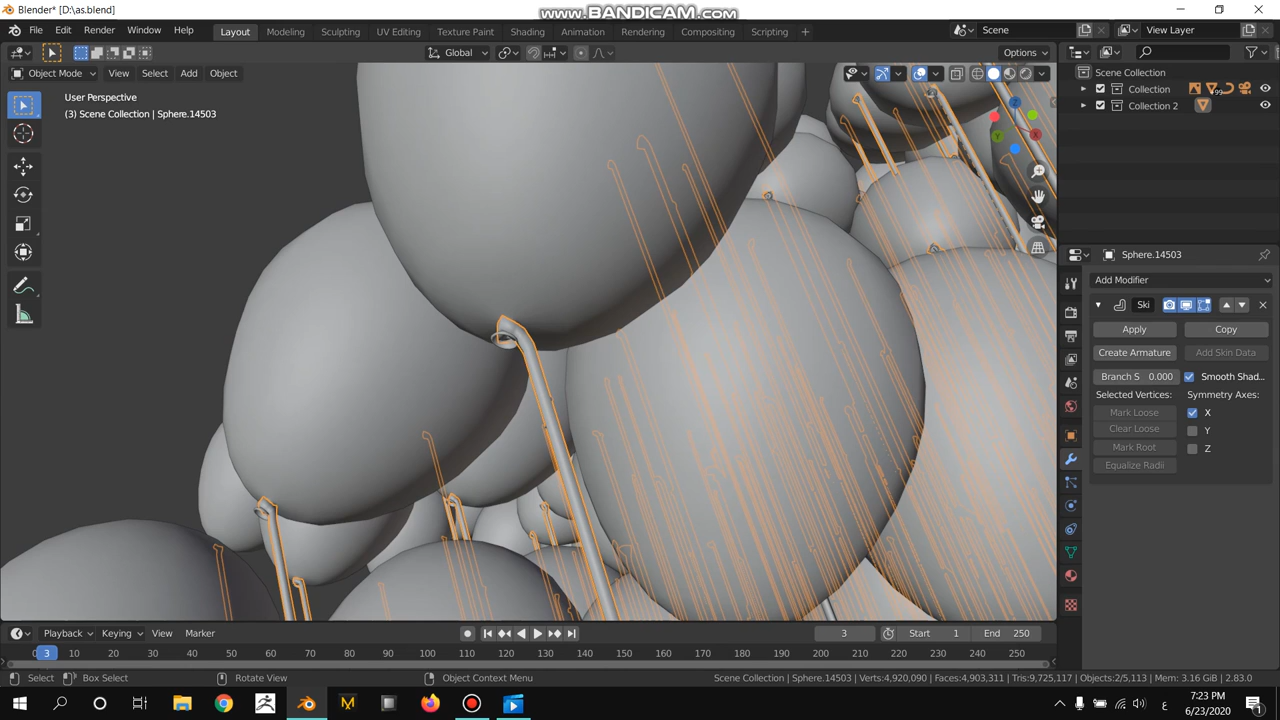 Blender* [D:\as.blend]
www.BANDICAM.com
File Edit Render Window Help
Layout Modeling Sculpting UV Editing Texture Paint Shading Animation Rendering Compositing Scripting +
Scene
View Layer
Global
Options
Object Mode View Select Add Object
User Perspective
(3) Scene Collection | Sphere.14503
Scene Collection
Collection
99
Collection 2
Sphere.14503
Add Modifier
Ski
Apply Copy
Create Armature Add Skin Data
Branch S 0.000 Smooth Shad...
Selected Vertices: Symmetry Axes:
Mark Loose X
Clear Loose Y
Mark Root Z
Equalize Radii
Playback Keying View Marker
3 Start 1 End 250
0 3 10 20 30 40 50 60 70 80 90 100 110 120 130 140 150 160 170 180 190 200 210 220 230 240 250
Select Box Select Rotate View Object Context Menu
Scene Collection | Sphere.14503 | Verts:4,920,090 | Faces:4,903,311 | Tris:9,725,117 | Objects:2/5,113 | Mem: 3.16 GiB | 2.83.0
ع
7:23 PM
6/23/2020
1